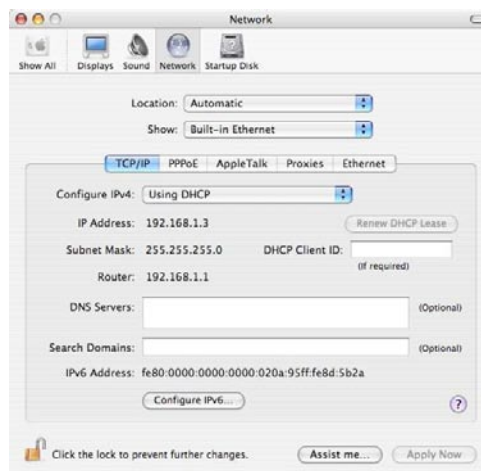 Network
Show All Displays Sound Network Startup Disk
Location: Automatic
Show: Built-in Ethernet
TCP/IP PPPoE AppleTalk Proxies Ethernet
Configure IPv4: Using DHCP
IP Address: 192.168.1.3 Renew DHCP Lease
Subnet Mask: 255.255.255.0 DHCP Client ID:
(If required)
Router: 192.168.1.1
DNS Servers: (Optional)
Search Domains: (Optional)
IPv6 Address: fe80:0000:0000:0000:020a:95ff:fe8d:5b2a
Configure IPv6... ?
Click the lock to prevent further changes. Assist me... Apply Now